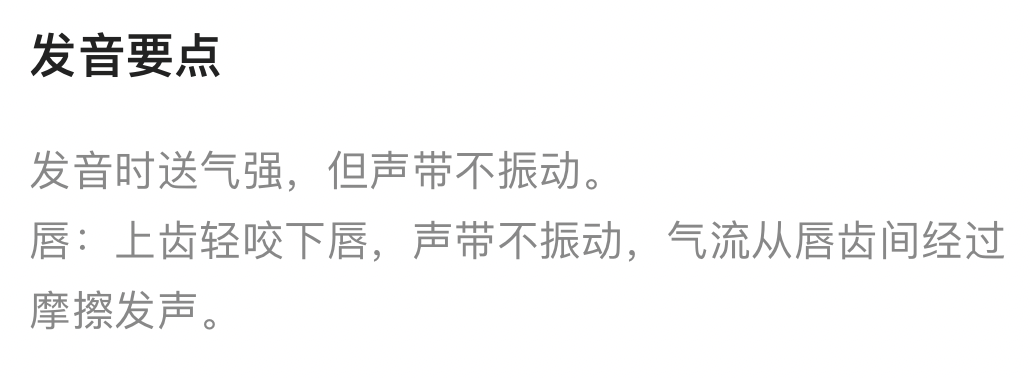 发音要点
发音时送气强，但声带不振动。
唇：上齿轻咬下唇，声带不振动，气流从唇齿间经过
摩擦发声。